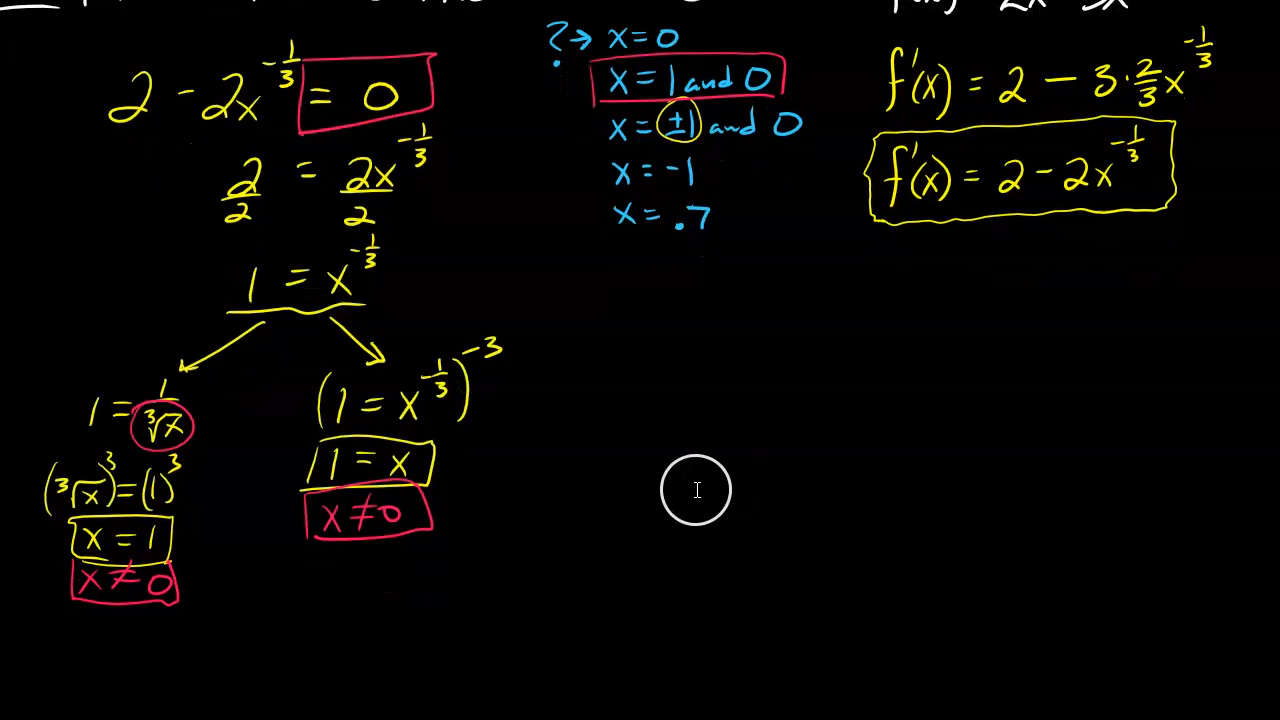 2 - 2x^{-1/3} = 0
2/2 = 2x^{-1/3}/2
1 = x^{-1/3}
1 = 1/∛x
(∛x)^3 = (1)^3
x = 1
x ≠ 0
(1 = x^{-1/3})^{-3}
1 = x
x ≠ 0
? → x = 0
x = 1 and 0
x = ±1 and 0
x = -1
x = .7
f'(x) = 2 - 3·2/3 x^{-1/3}
f'(x) = 2 - 2x^{-1/3}